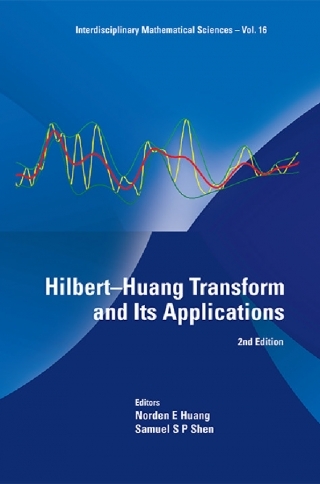 Interdisciplinary Mathematical Sciences – Vol. 16
Hilbert–Huang Transform
and Its Applications
2nd Edition
Editors
Norden E Huang
Samuel S P Shen